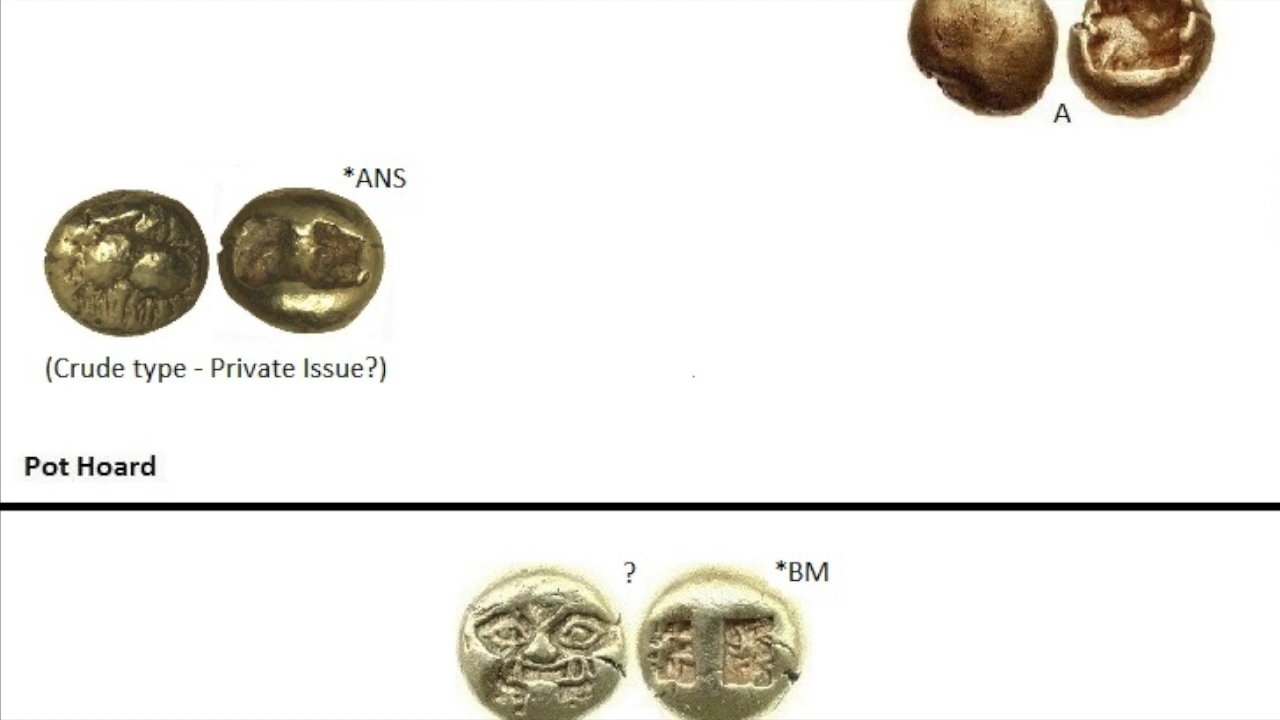 A
*ANS
(Crude type - Private Issue?)
Pot Hoard
?
*BM